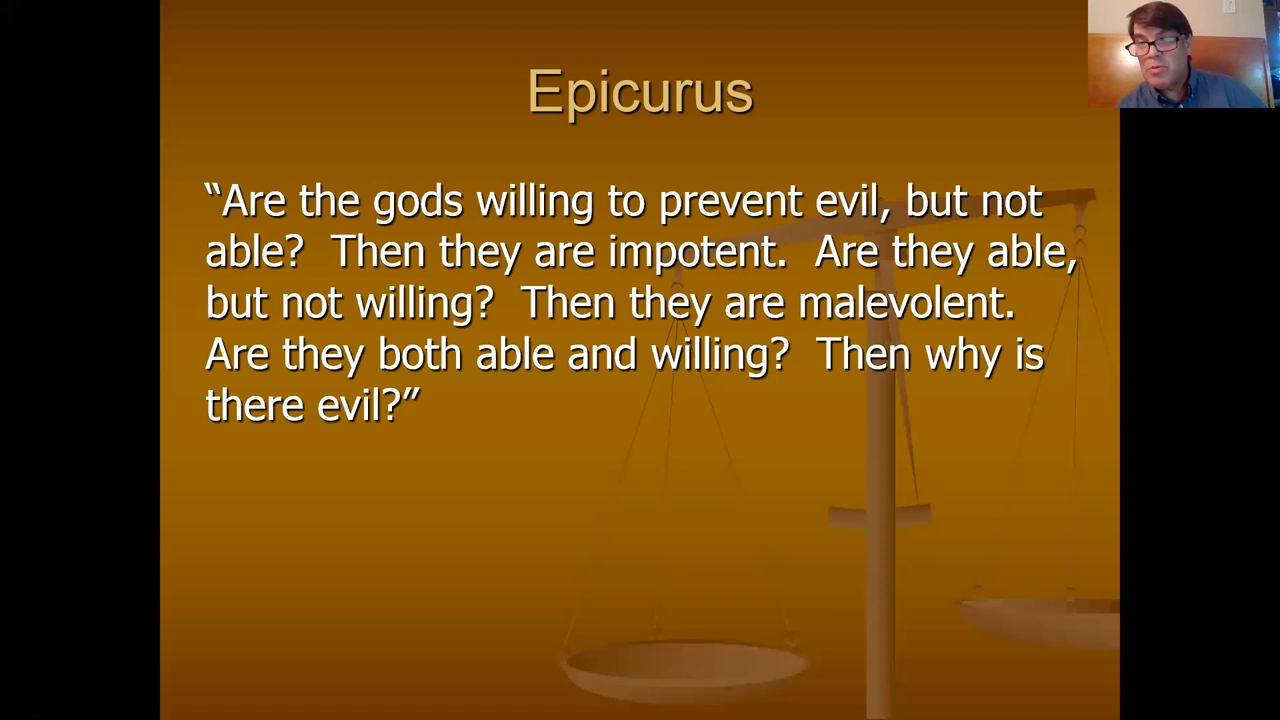 Epicurus
“Are the gods willing to prevent evil, but not
able? Then they are impotent. Are they able,
but not willing? Then they are malevolent.
Are they both able and willing? Then why is
there evil?”